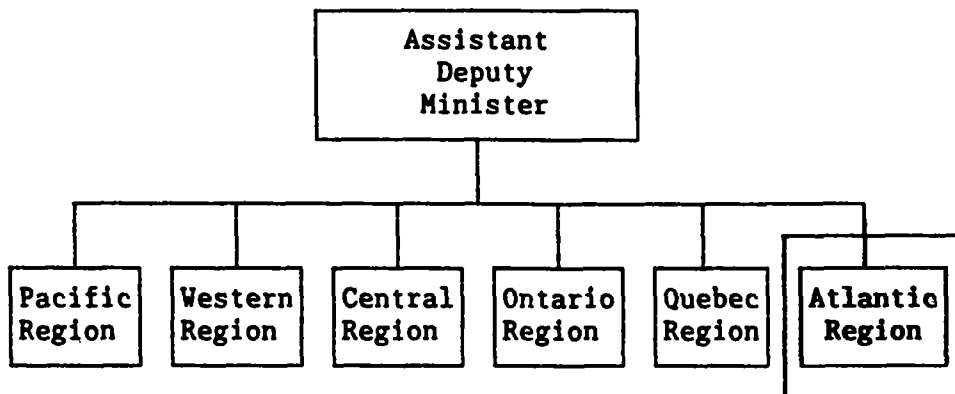 Assistant
Deputy
Minister
Pacific Region
Western Region
Central Region
Ontario Region
Quebec Region
Atlantic Region